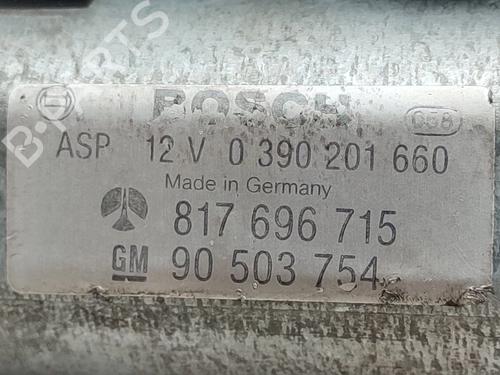 BOSCH
ASP 12 V 0 390 201 660
Made in Germany
817 696 715
GM 90 503 754